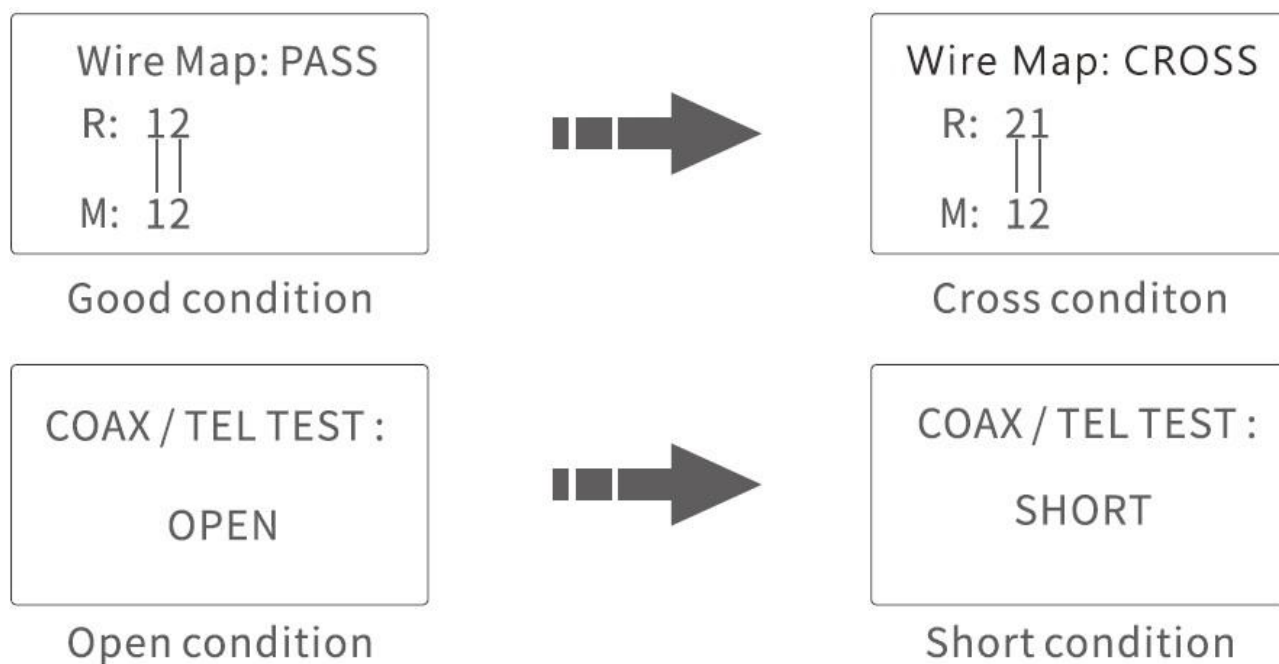 Wire Map: PASS
R: 12
M: 12
Good condition
Wire Map: CROSS
R: 21
M: 12
Cross conditon
COAX / TEL TEST :
OPEN
Open condition
COAX / TEL TEST :
SHORT
Short condition